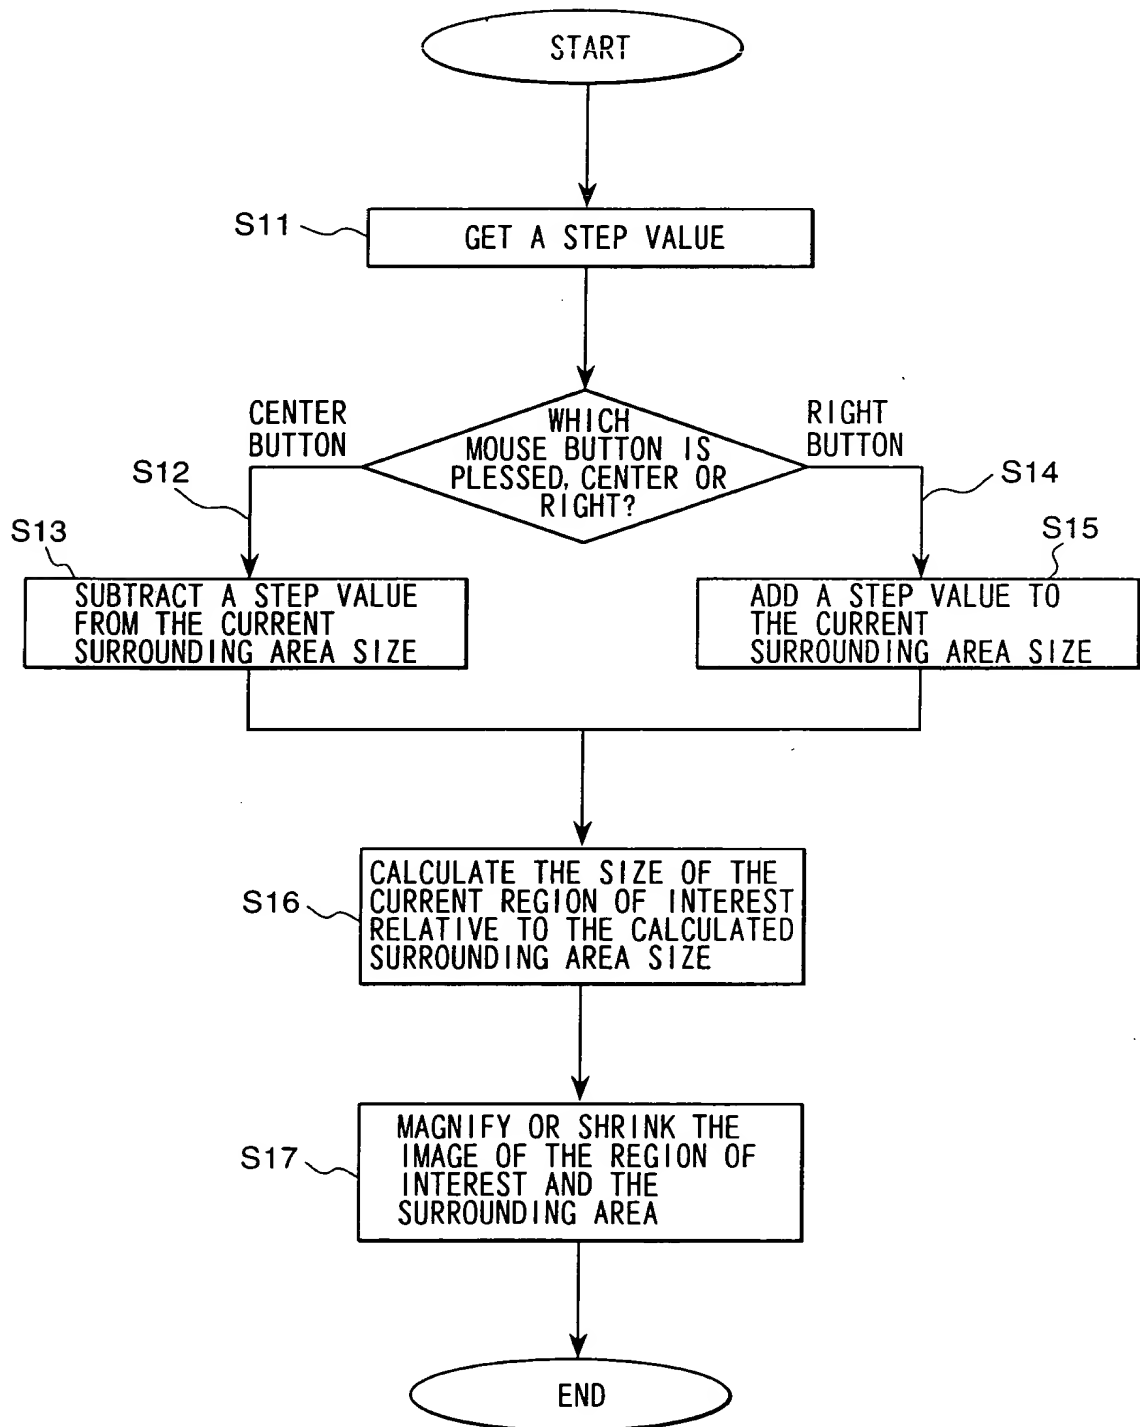 START
S11
GET A STEP VALUE
WHICH
MOUSE BUTTON IS
PLESSED, CENTER OR
RIGHT?
CENTER
BUTTON
RIGHT
BUTTON
S12
S14
S13
S15
SUBTRACT A STEP VALUE
FROM THE CURRENT
SURROUNDING AREA SIZE
ADD A STEP VALUE TO
THE CURRENT
SURROUNDING AREA SIZE
S16
CALCULATE THE SIZE OF THE
CURRENT REGION OF INTEREST
RELATIVE TO THE CALCULATED
SURROUNDING AREA SIZE
S17
MAGNIFY OR SHRINK THE
IMAGE OF THE REGION OF
INTEREST AND THE
SURROUNDING AREA
END